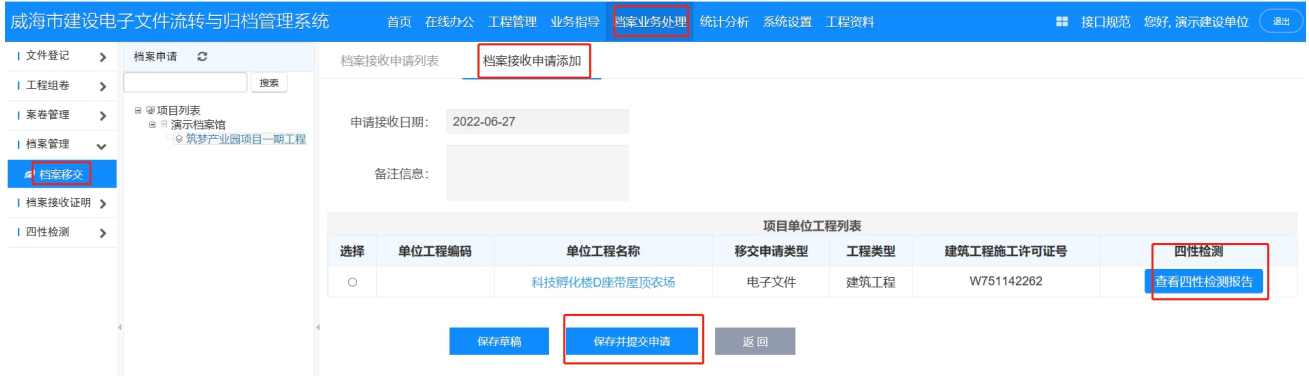 威海市建设电子文件流转与归档管理系统 首页 在线办公 工程管理 业务指导 档案业务处理 统计分析 系统设置 工程资料 接口规范 您好, 演示建设单位 退出
文件登记
工程组卷
案卷管理
档案管理
档案移交
档案接收证明
四性检测
档案申请
搜索
项目列表
演示档案馆
筑梦产业园项目一期工程
档案接收申请列表 档案接收申请添加
申请接收日期: 2022-06-27
备注信息:
项目单位工程列表
选择 单位工程编码 单位工程名称 移交申请类型 工程类型 建筑工程施工许可证号 四性检测
科技孵化楼D座带屋顶农场 电子文件 建筑工程 W751142262 查看四性检测报告
保存草稿 保存并提交申请 返回